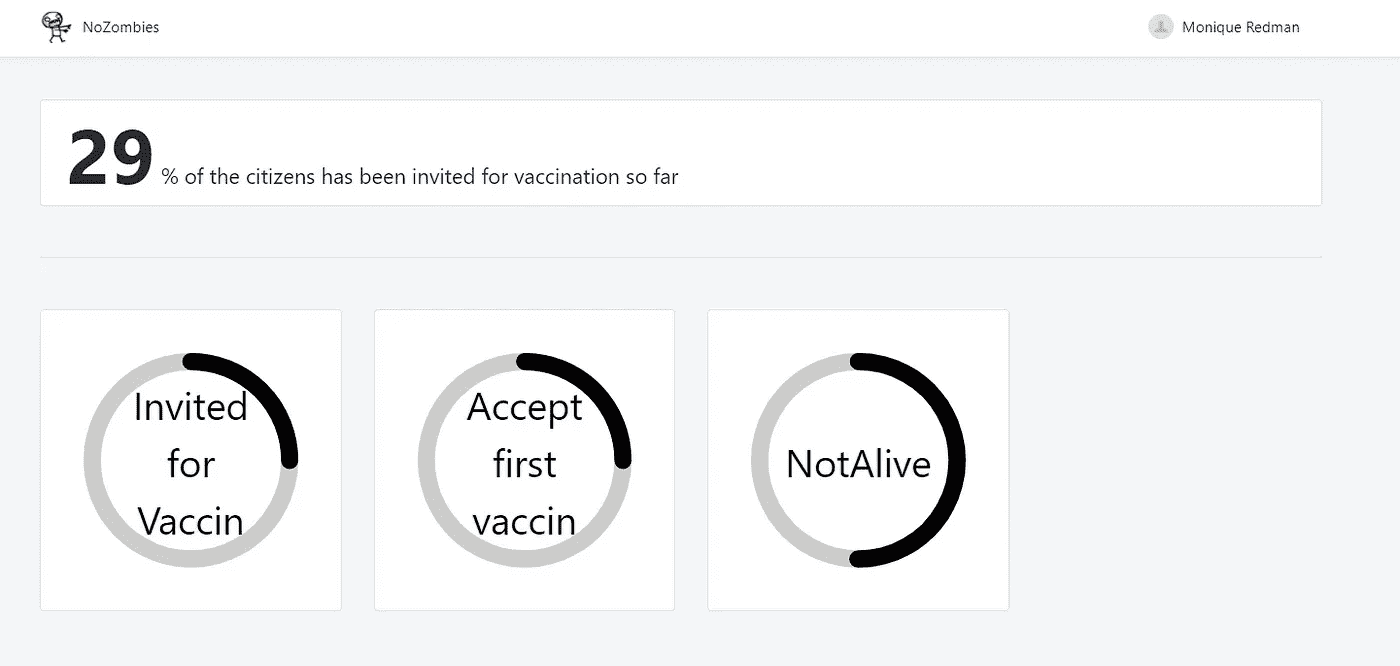 NoZombies
Monique Redman
29 % of the citizens has been invited for vaccination so far
Invited
for
Vaccin
Accept
first
vaccin
NotAlive